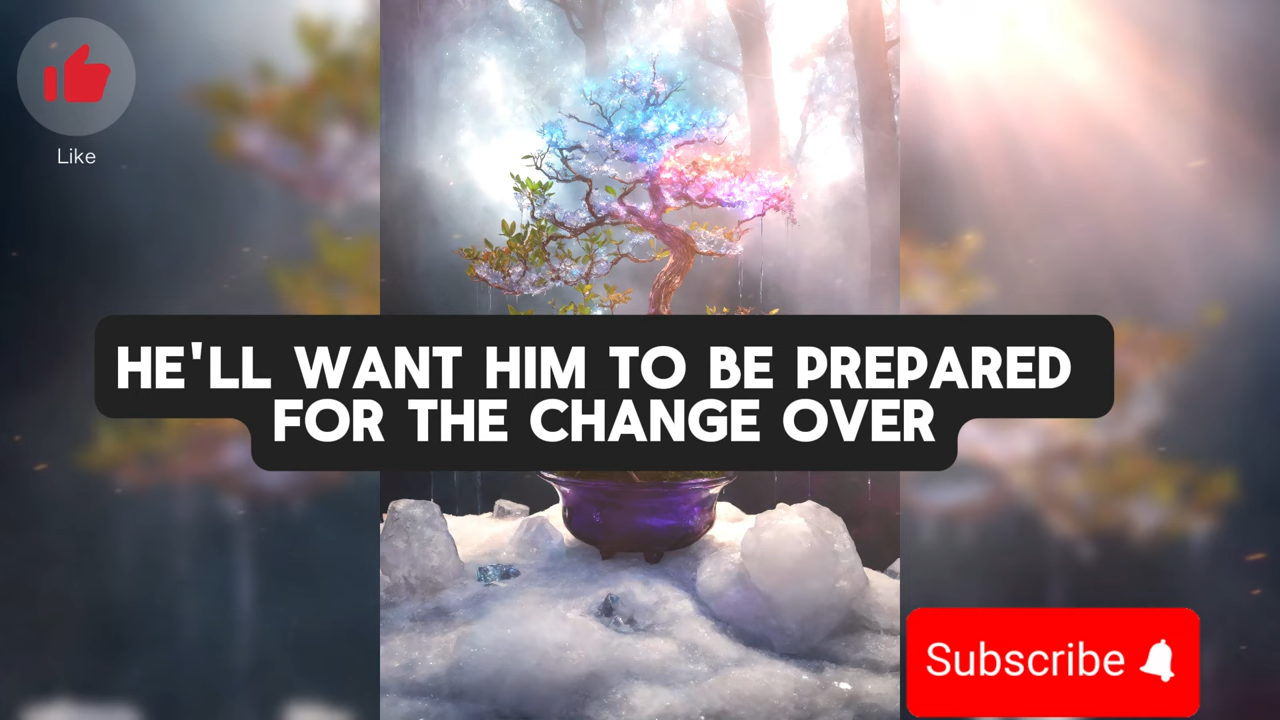 Like
HE'LL WANT HIM TO BE PREPARED
FOR THE CHANGE OVER
Subscribe